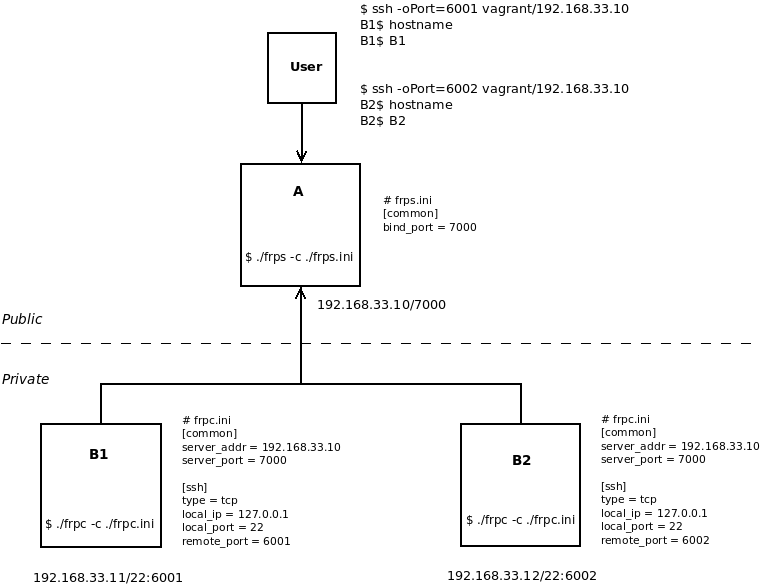 $ ssh -oPort=6001 vagrant/192.168.33.10
B1$ hostname
B1$ B1
User
$ ssh -oPort=6002 vagrant/192.168.33.10
B2$ hostname
B2$ B2
A
$ ./frps -c ./frps.ini
# frps.ini
[common]
bind_port = 7000
192.168.33.10/7000
Public
Private
B1
$ ./frpc -c ./frpc.ini
# frpc.ini
[common]
server_addr = 192.168.33.10
server_port = 7000
[ssh]
type = tcp
local_ip = 127.0.0.1
local_port = 22
remote_port = 6001
192.168.33.11/22:6001
B2
$ ./frpc -c ./frpc.ini
# frpc.ini
[common]
server_addr = 192.168.33.10
server_port = 7000
[ssh]
type = tcp
local_ip = 127.0.0.1
local_port = 22
remote_port = 6002
192.168.33.12/22:6002